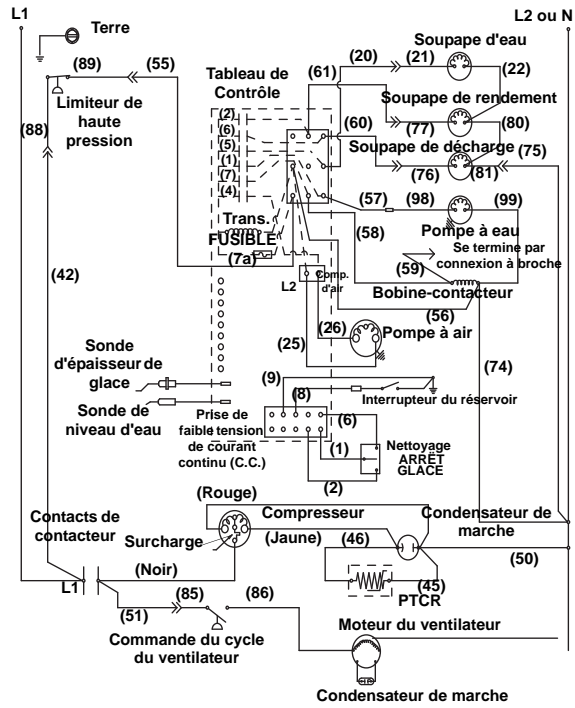 L1
L2 ou N
Terre
Soupape d'eau
(20)
(21)
(22)
(89)
(55)
Tableau de
Contrôle
(61)
Limiteur de
haute
pression
Soupape de rendement
(88)
(2)
(6)
(5)
(1)
(7)
(4)
(60)
(77)
(80)
Soupape de décharge
(75)
(76)
(81)
(57)
(98)
(99)
Trans.
FUSIBLE
(7a)
(58)
Pompe à eau
Se termine par
connexion à broche
(59)
(42)
L2
Comp.
d'air
Bobine-contacteur
(56)
(25)
(26)
Pompe à air
(74)
Sonde
d'épaisseur de
glace
(9)
(8)
Interrupteur du réservoir
Sonde de
niveau d'eau
Prise de
faible tension
de courant
continu (C.C.)
(6)
(1)
(2)
Nettoyage
ARRÊT
GLACE
(Rouge)
Compresseur
Condensateur de
marche
Contacts de
contacteur
Surcharge
(Jaune)
(46)
(50)
L1
(Noir)
(45)
PTCR
(51)
(85)
(86)
Moteur du ventilateur
Commande du cycle
du ventilateur
Condensateur de marche